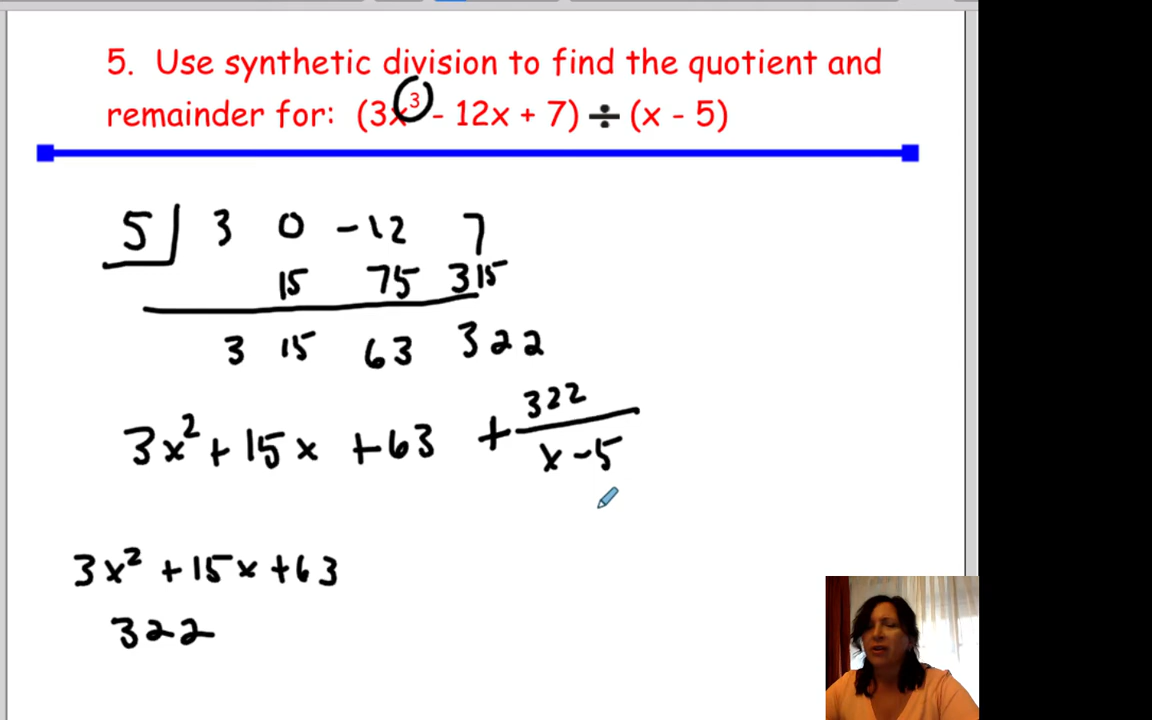 5. Use synthetic division to find the quotient and
remainder for: (3x³ - 12x + 7) ÷ (x - 5)
5 3 0 -12 7
15 75 315
3 15 63 322
3x² + 15x + 63 + 322/(x - 5)
3x² + 15x + 63
322